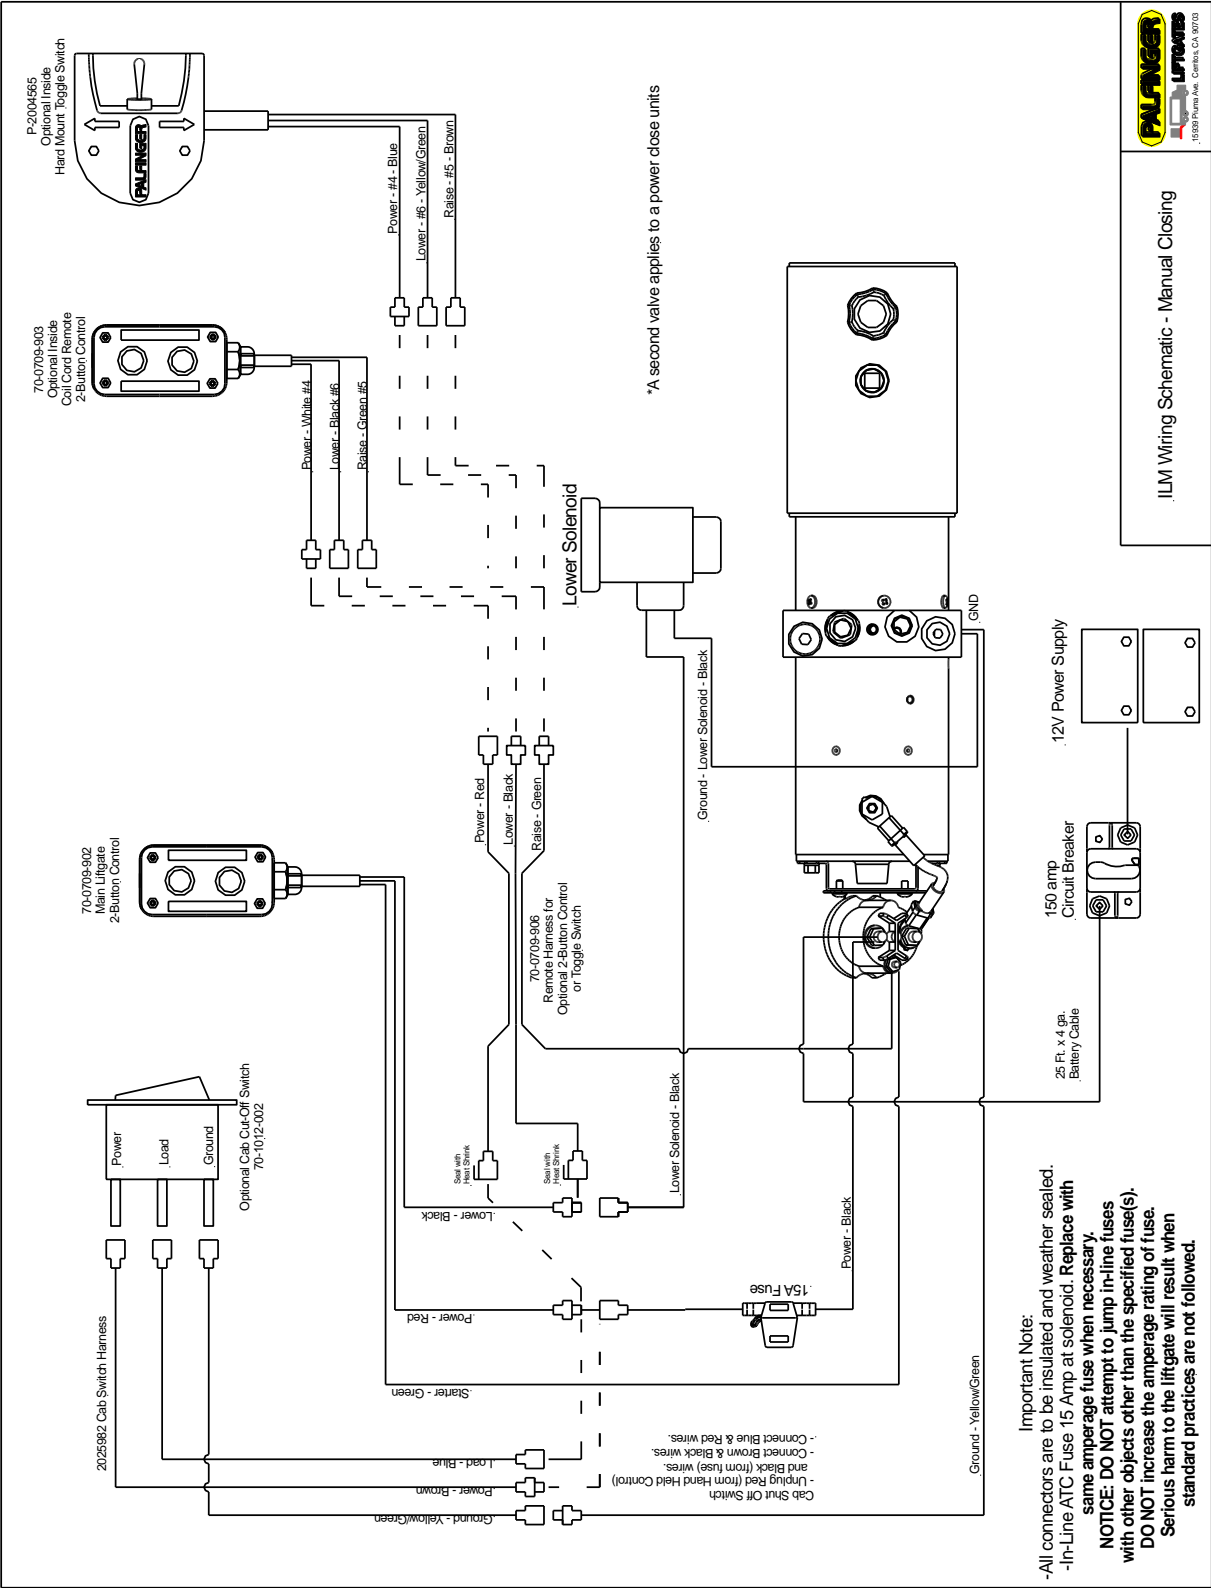 P-2004565
Optional Inside
Hard Mount Toggle Switch
PALFINGER
70-0709-903
Optional Inside
Coil Cord Remote
2-Button Control
70-0709-902
Main Liftgate
2-Button Control
Power
Load
Ground
Optional Cab Cut-Off Switch
70-1012-002
2025982 Cab Switch Harness
Power - #4 - Blue
Lower - #6 - Yellow/Green
Raise - #5 - Brown
Power - White #4
Lower - Black #6
Raise - Green #5
Power - Red
Lower - Black
Raise - Green
70-0709-906
Remote Harness for
Optional 2-Button Control
or Toggle Switch
Seal with
Heat Shrink
Seal with
Heat Shrink
Lower - Black
Power - Red
Starter - Green
Load - Blue
Power - Brown
Ground - Yellow/Green
Cab Shut Off Switch
- Unplug Red (from Hand Held Control)
and Black (from fuse) wires.
- Connect Brown & Black wires.
- Connect Blue & Red wires.
15A Fuse
Lower Solenoid
Ground - Lower Solenoid - Black
Lower Solenoid - Black
Power - Black
Ground - Yellow/Green
GND
*A second valve applies to a power close units
12V Power Supply
150 amp
Circuit Breaker
25 Ft. x 4 ga.
Battery Cable
Important Note:
-All connectors are to be insulated and weather sealed.
-In-Line ATC Fuse 15 Amp at solenoid. Replace with
same amperage fuse when necessary.
NOTICE: DO NOT attempt to jump in-line fuses
with other objects other than the specified fuse(s).
DO NOT increase the amperage rating of fuse.
Serious harm to the liftgate will result when
standard practices are not followed.
ILM Wiring Schematic - Manual Closing
PALFINGER
LIFTGATES
15939 Piuma Ave. Cerritos, CA 90703